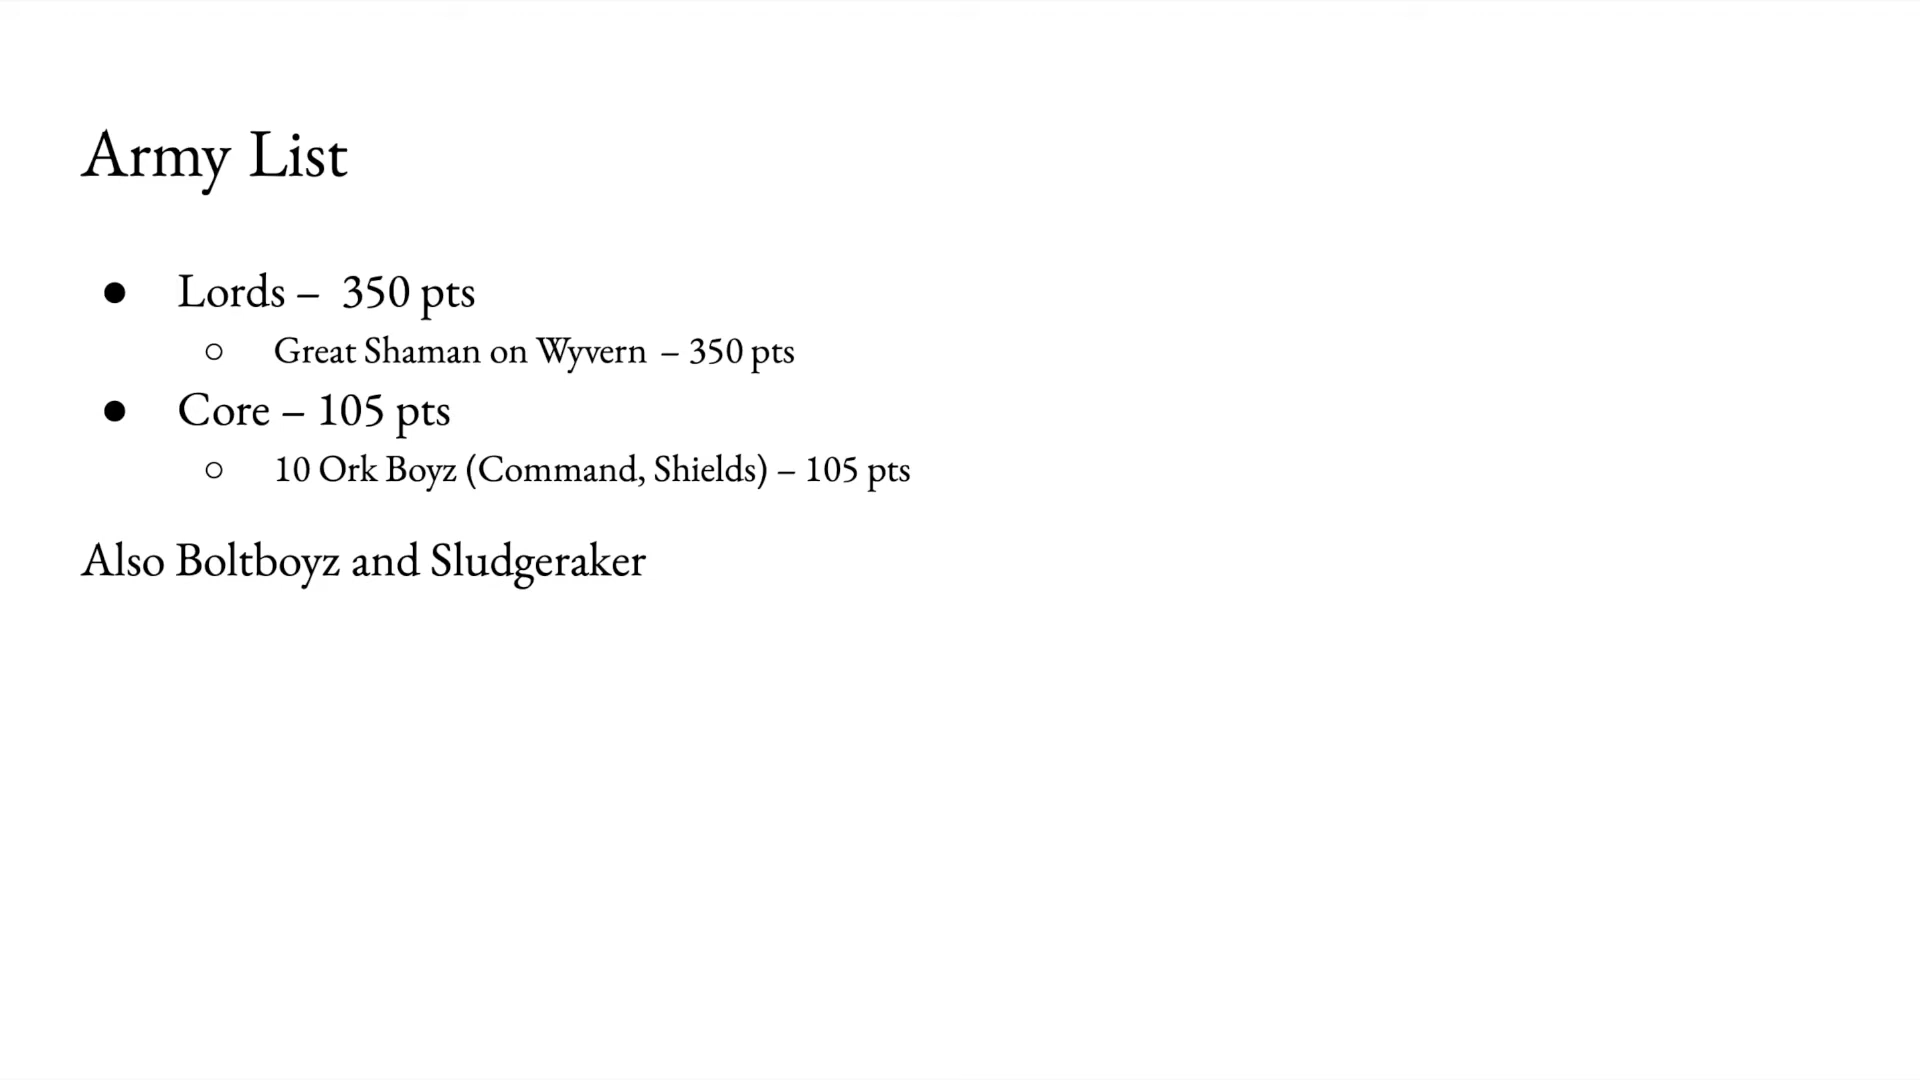 Army List
● Lords – 350 pts
○ Great Shaman on Wyvern – 350 pts
● Core – 105 pts
○ 10 Ork Boyz (Command, Shields) – 105 pts
Also Boltboyz and Sludgeraker